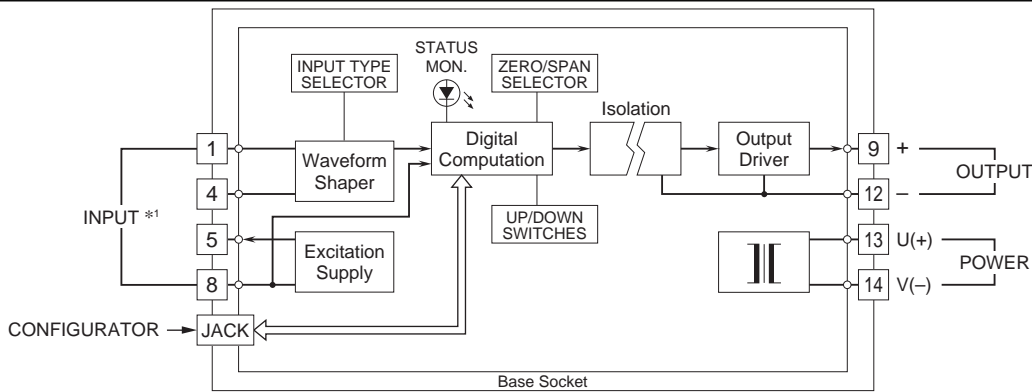 STATUS
MON.
INPUT TYPE
SELECTOR
ZERO/SPAN
SELECTOR
Isolation
1
Waveform
Shaper
Digital
Computation
Output
Driver
9 +
OUTPUT
4
12 –
INPUT *1
UP/DOWN
SWITCHES
5
Excitation
Supply
13 U(+)
POWER
8
14 V(–)
CONFIGURATOR
JACK
Base Socket